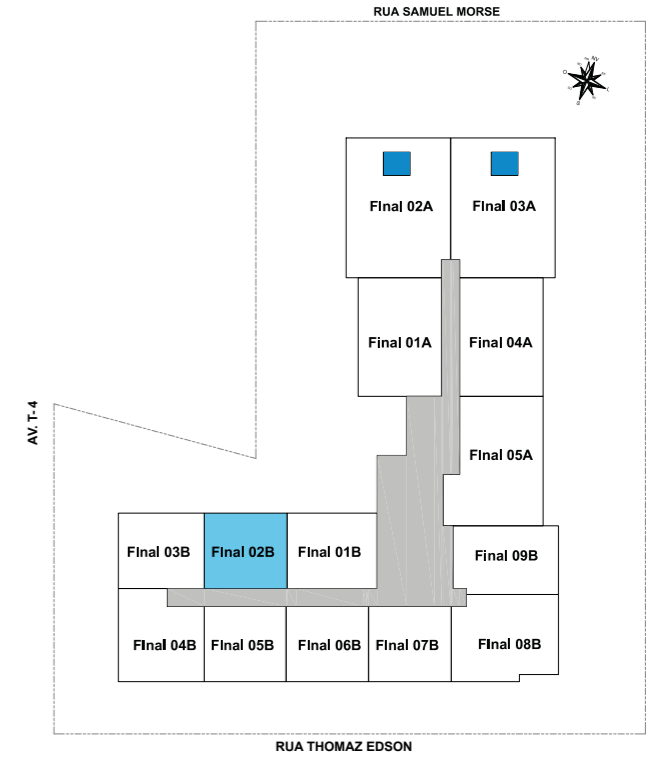 RUA SAMUEL MORSE
Final 02A
Final 03A
Final 01A
Final 04A
AV. T- 4
Final 05A
Final 03B
Final 02B
Final 01B
Final 09B
Final 04B
Final 05B
Final 06B
Final 07B
Final 08B
RUA THOMAZ EDSON